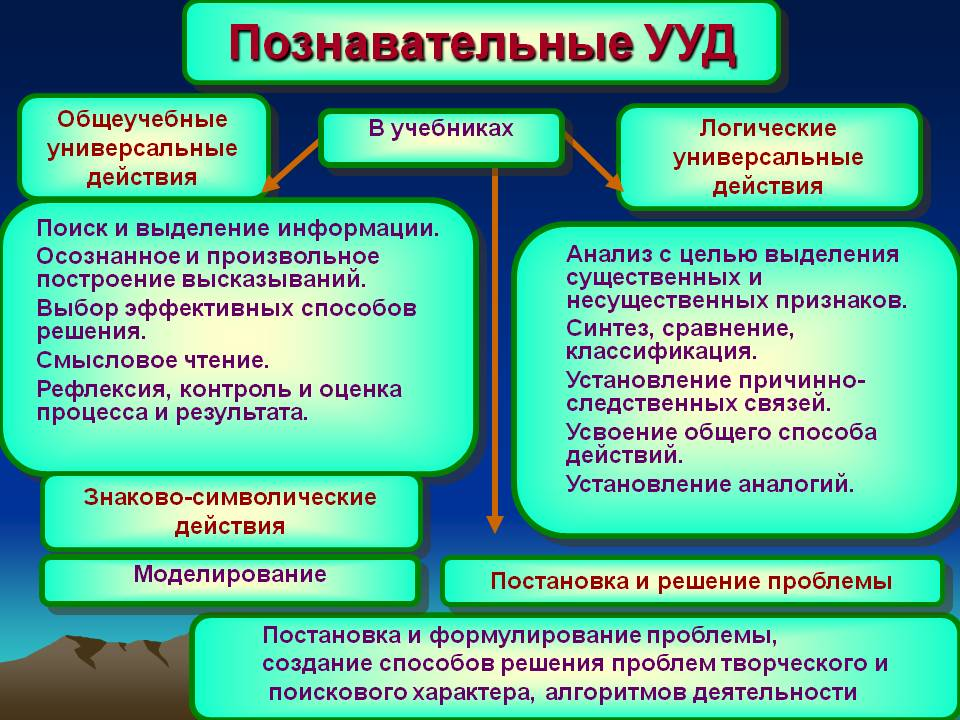 Познавательные УУД
Общеучебные
универсальные
действия
В учебниках
Логические
универсальные
действия
Поиск и выделение информации.
Осознанное и произвольное
построение высказываний.
Выбор эффективных способов
решения.
Смысловое чтение.
Рефлексия, контроль и оценка
процесса и результата.
Анализ с целью выделения
существенных и
несущественных признаков.
Синтез, сравнение,
классификация.
Установление причинно-
следственных связей.
Усвоение общего способа
действий.
Установление аналогий.
Знаково-символические
действия
Моделирование
Постановка и решение проблемы
Постановка и формулирование проблемы,
создание способов решения проблем творческого и
поискового характера, алгоритмов деятельности